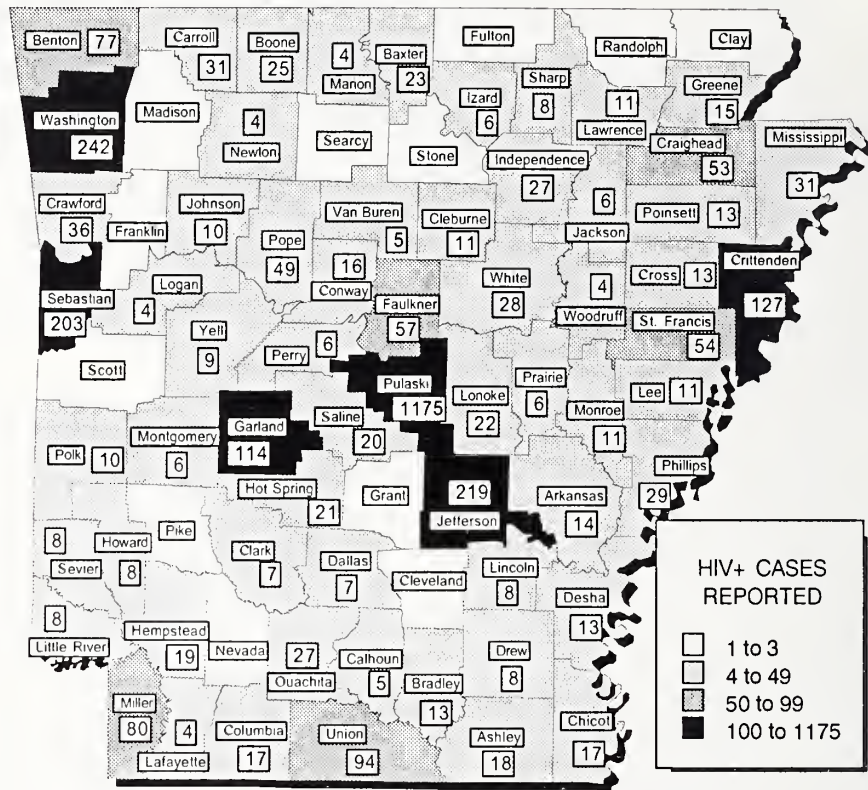 Benton 77
Carroll
31
Boone
25
4
Marion
Baxter
23
Fulton
Randolph
Clay
Izard
6
Sharp
8
11
Lawrence
Greene
15
Washington
242
Madison
4
Newton
Searcy
Stone
Independence
27
Craighead
53
Mississippi
31
Crawford
36
Franklin
Johnson
10
Pope
49
Van Buren
5
Cleburne
11
6
Jackson
Poinsett 13
Sebastian
203
Logan
4
16
Conway
Faulkner
57
White
28
4
Woodruff
Cross 13
Crittenden
127
St. Francis
54
Scott
Yell
9
Perry 6
Pulaski
1175
Lonoke
22
Prairie
6
Monroe
11
Lee 11
Polk 10
Montgomery
6
Garland
114
Saline
20
Hot Spring
21
Grant
219
Jefferson
Arkansas
14
Phillips
29
8
Sevier
Howard
8
Pike
Clark
7
Dallas
7
Cleveland
Lincoln
8
Desha
13
8
Little River
Hempstead
19
Nevada
27
Ouachita
Calhoun
5
Bradley
13
Drew
8
Miller
80
4
Lafayette
Columbia
17
Union
94
Ashley
18
Chicot
17
HIV+ CASES
REPORTED
1 to 3
4 to 49
50 to 99
100 to 1175